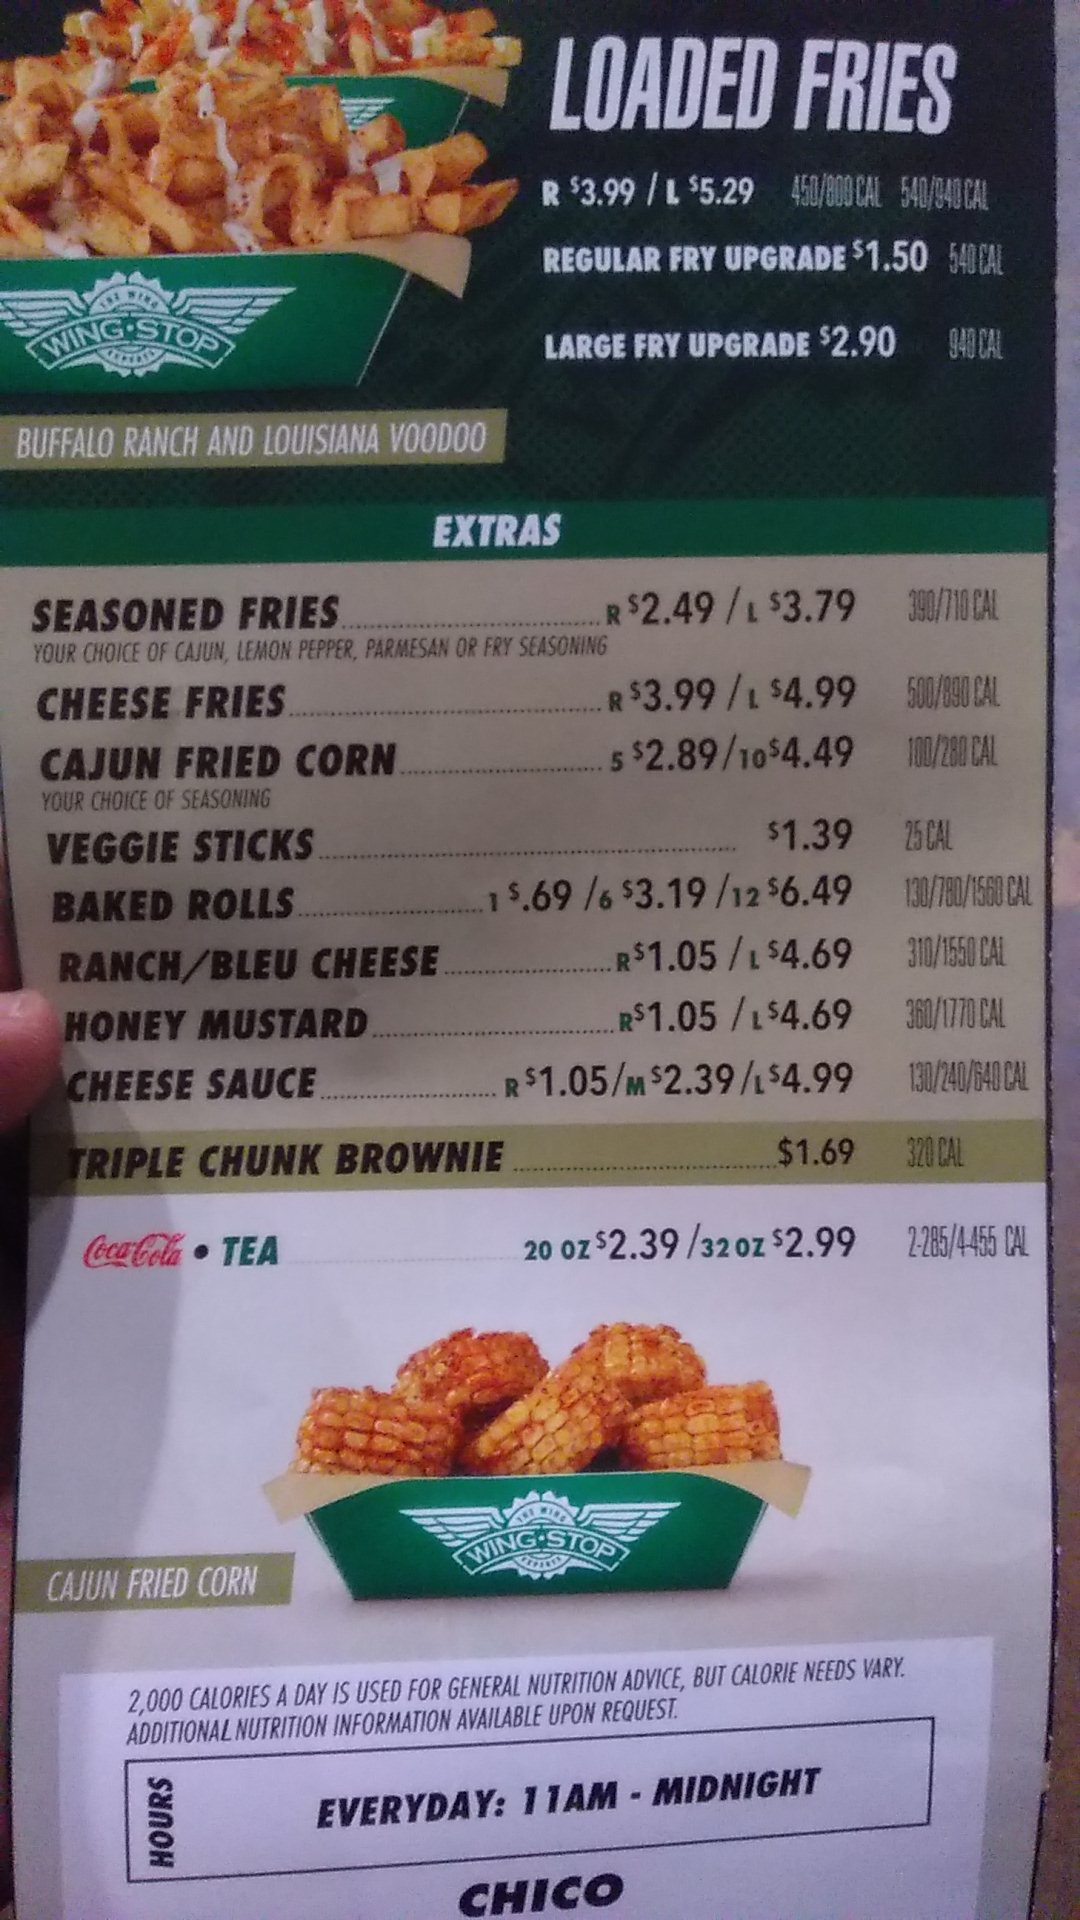 LOADED FRIES
R $3.99 / L $5.29 450/800 CAL 540/940 CAL
REGULAR FRY UPGRADE $1.50 540 CAL
LARGE FRY UPGRADE $2.90 940 CAL
THE WING
WING·STOP
EXPERTS
BUFFALO RANCH AND LOUISIANA VOODOO
EXTRAS
SEASONED FRIES R $2.49 / L $3.79 390/710 CAL
YOUR CHOICE OF CAJUN, LEMON PEPPER, PARMESAN OR FRY SEASONING
CHEESE FRIES R $3.99 / L $4.99 500/890 CAL
CAJUN FRIED CORN 5 $2.89/10 $4.49 100/280 CAL
YOUR CHOICE OF SEASONING
VEGGIE STICKS $1.39 25 CAL
BAKED ROLLS 1 $.69 /6 $3.19 /12 $6.49 130/780/1560 CAL
RANCH/BLEU CHEESE R $1.05 / L $4.69 310/1550 CAL
HONEY MUSTARD R $1.05 / L $4.69 360/1770 CAL
CHEESE SAUCE R $1.05/M $2.39/L $4.99 130/240/640 CAL
TRIPLE CHUNK BROWNIE $1.69 320 CAL
Coca-Cola • TEA 20 OZ $2.39 /32 OZ $2.99 2-285/4-455 CAL
THE WING
WING·STOP
EXPERTS
CAJUN FRIED CORN
2,000 CALORIES A DAY IS USED FOR GENERAL NUTRITION ADVICE, BUT CALORIE NEEDS VARY.
ADDITIONAL NUTRITION INFORMATION AVAILABLE UPON REQUEST.
HOURS
EVERYDAY: 11AM - MIDNIGHT
CHICO